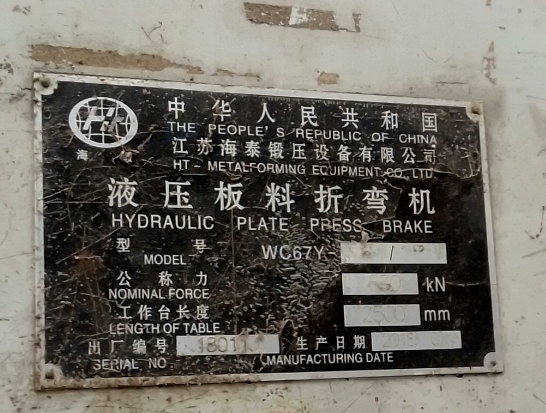 中华人民共和国
THE PEOPLE'S REPUBLIC OF CHINA
江苏海泰锻压设备有限公司
HT-METALFORMING EQUIPMENT CO., LTD
海
液压板料折弯机
HYDRAULIC PLATE PRESS BRAKE
型 号
MODEL WC67Y- /
公称力
NOMINAL FORCE kN
工作台长度
LENGTH OF TABLE 2500 mm
出厂编号 生产日期
SERIAL NO MANUFACTURING DATE